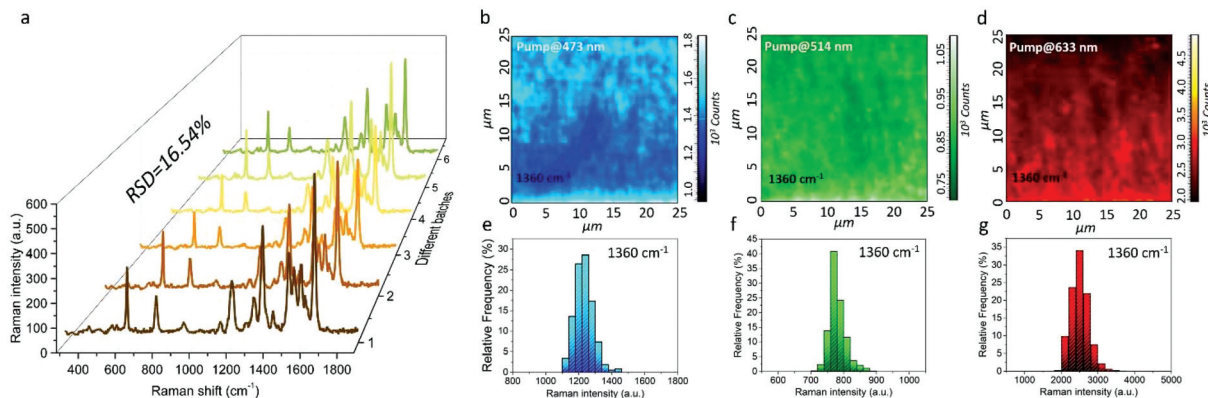 a
RSD=16.54%
Raman intensity (a.u.)
600
500
400
300
200
100
0
400 600 800 1000 1200 1400 1600 1800
Raman shift (cm⁻¹)
1
2
3
4
5
6
Different batches
b
Pump@473 nm
1360 cm⁻¹
25
20
15
10
5
0
μm
0 5 10 15 20 25
μm
1.8
1.6
1.4
1.2
1.0
10³ Counts
c
Pump@514 nm
1360 cm⁻¹
25
20
15
10
5
0
μm
0 5 10 15 20 25
μm
1.05
0.95
0.85
0.75
10³ Counts
d
Pump@633 nm
1360 cm⁻¹
25
20
15
10
5
0
μm
0 5 10 15 20 25
μm
4.5
4.0
3.5
3.0
2.5
2.0
10³ Counts
e
1360 cm⁻¹
Relative Frequency (%)
30
25
20
15
10
5
0
800 1000 1200 1400 1600 1800
Raman intensity (a.u.)
f
1360 cm⁻¹
Relative Frequency (%)
45
40
35
30
25
20
15
10
5
0
600 700 800 900 1000
Raman intensity (a.u.)
g
1360 cm⁻¹
Relative Frequency (%)
35
30
25
20
15
10
5
0
1000 2000 3000 4000 5000
Raman intensity (a.u.)